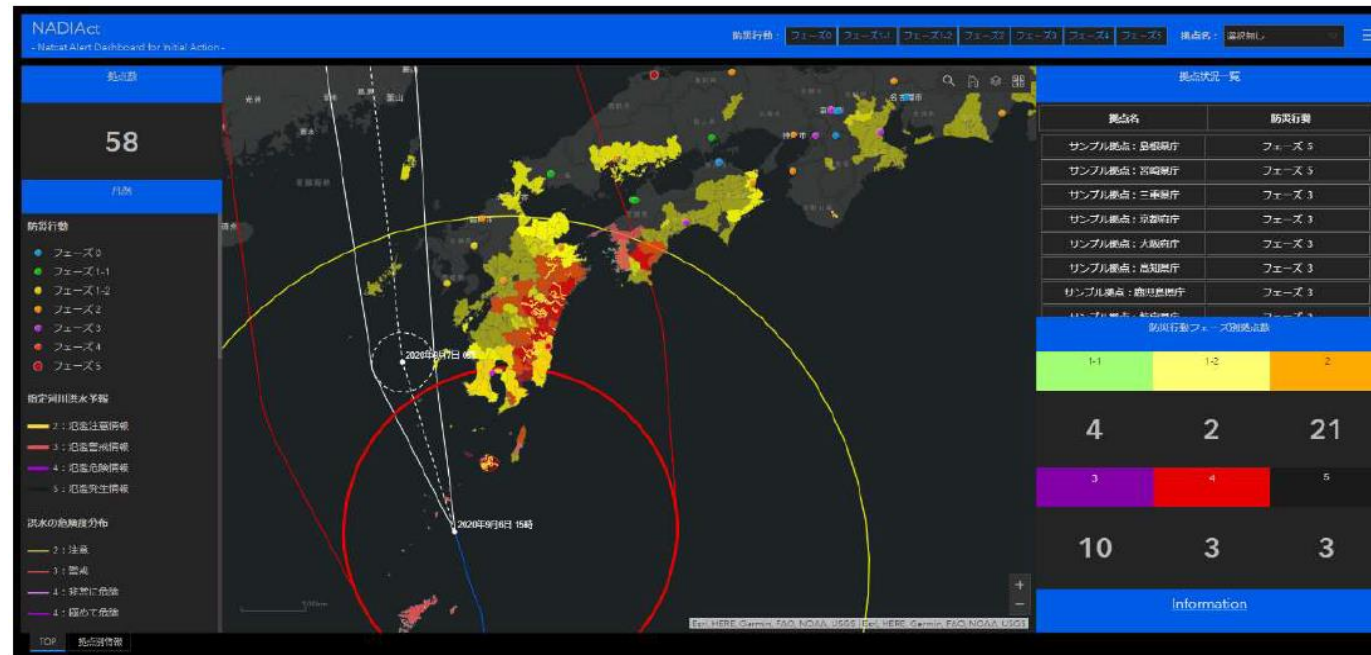 NADIAct
- Natcat Alert Dashboard for Initial Action -
防災行動： フェーズ0 フェーズ1-1 フェーズ1-2 フェーズ2 フェーズ3 フェーズ4 フェーズ5 拠点名： 選択無し
拠点数
58
凡例
防災行動
フェーズ0
フェーズ1-1
フェーズ1-2
フェーズ2
フェーズ3
フェーズ4
フェーズ5
指定河川洪水予報
2：氾濫注意情報
3：氾濫警戒情報
4：氾濫危険情報
5：氾濫発生情報
洪水の危険度分布
2：注意
3：警戒
4：非常に危険
4：極めて危険
TOP 拠点別情報
釜山
名古屋市
2020年9月6日 15時
Esri, HERE, Garmin, FAO, NOAA, USGS | Esri, HERE, Garmin, FAO, NOAA, USGS
拠点状況一覧
拠点名 防災行動
サンプル拠点：島根県庁 フェーズ 5
サンプル拠点：宮崎県庁 フェーズ 5
サンプル拠点：三重県庁 フェーズ 3
サンプル拠点：京都府庁 フェーズ 3
サンプル拠点：大阪府庁 フェーズ 3
サンプル拠点：高知県庁 フェーズ 3
サンプル拠点：鹿児島県庁 フェーズ 3
防災行動フェーズ別拠点数
1-1 1-2 2
4 2 21
3 4 5
10 3 3
Information